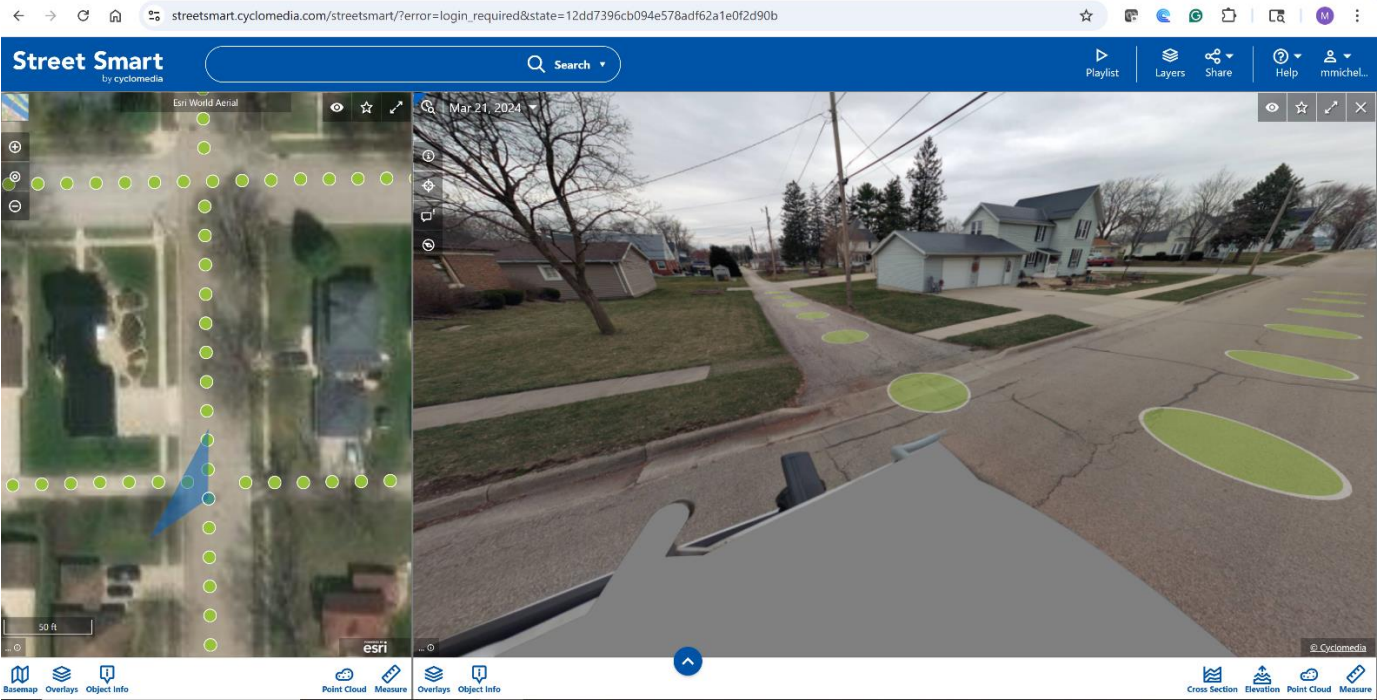 streetsmart.cyclomedia.com/streetsmart/?error=login_required&state=12dd7396cb094e578adf62a1e0f2d90b
M
Street Smart
by cyclomedia
Search
Playlist
Layers
Share
Help
mmichel...
Esri World Aerial
Mar 21, 2024
50 ft
...
POWERED BY
esri
...
© Cyclomedia
Basemap
Overlays
Object Info
Point Cloud
Measure
Overlays
Object Info
Cross Section
Elevation
Point Cloud
Measure